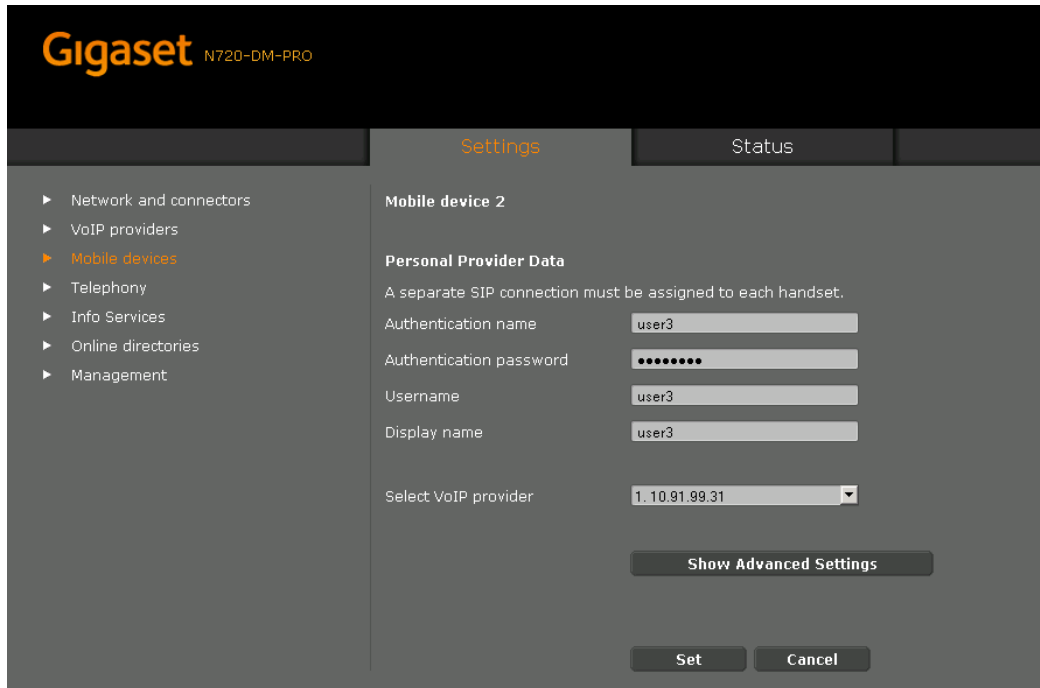 Gigaset N720-DM-PRO
Settings Status
Network and connectors
VoIP providers
Mobile devices
Telephony
Info Services
Online directories
Management
Mobile device 2
Personal Provider Data
A separate SIP connection must be assigned to each handset.
Authentication name user3
Authentication password ••••••••
Username user3
Display name user3
Select VoIP provider 1. 10.91.99.31
Show Advanced Settings
Set Cancel